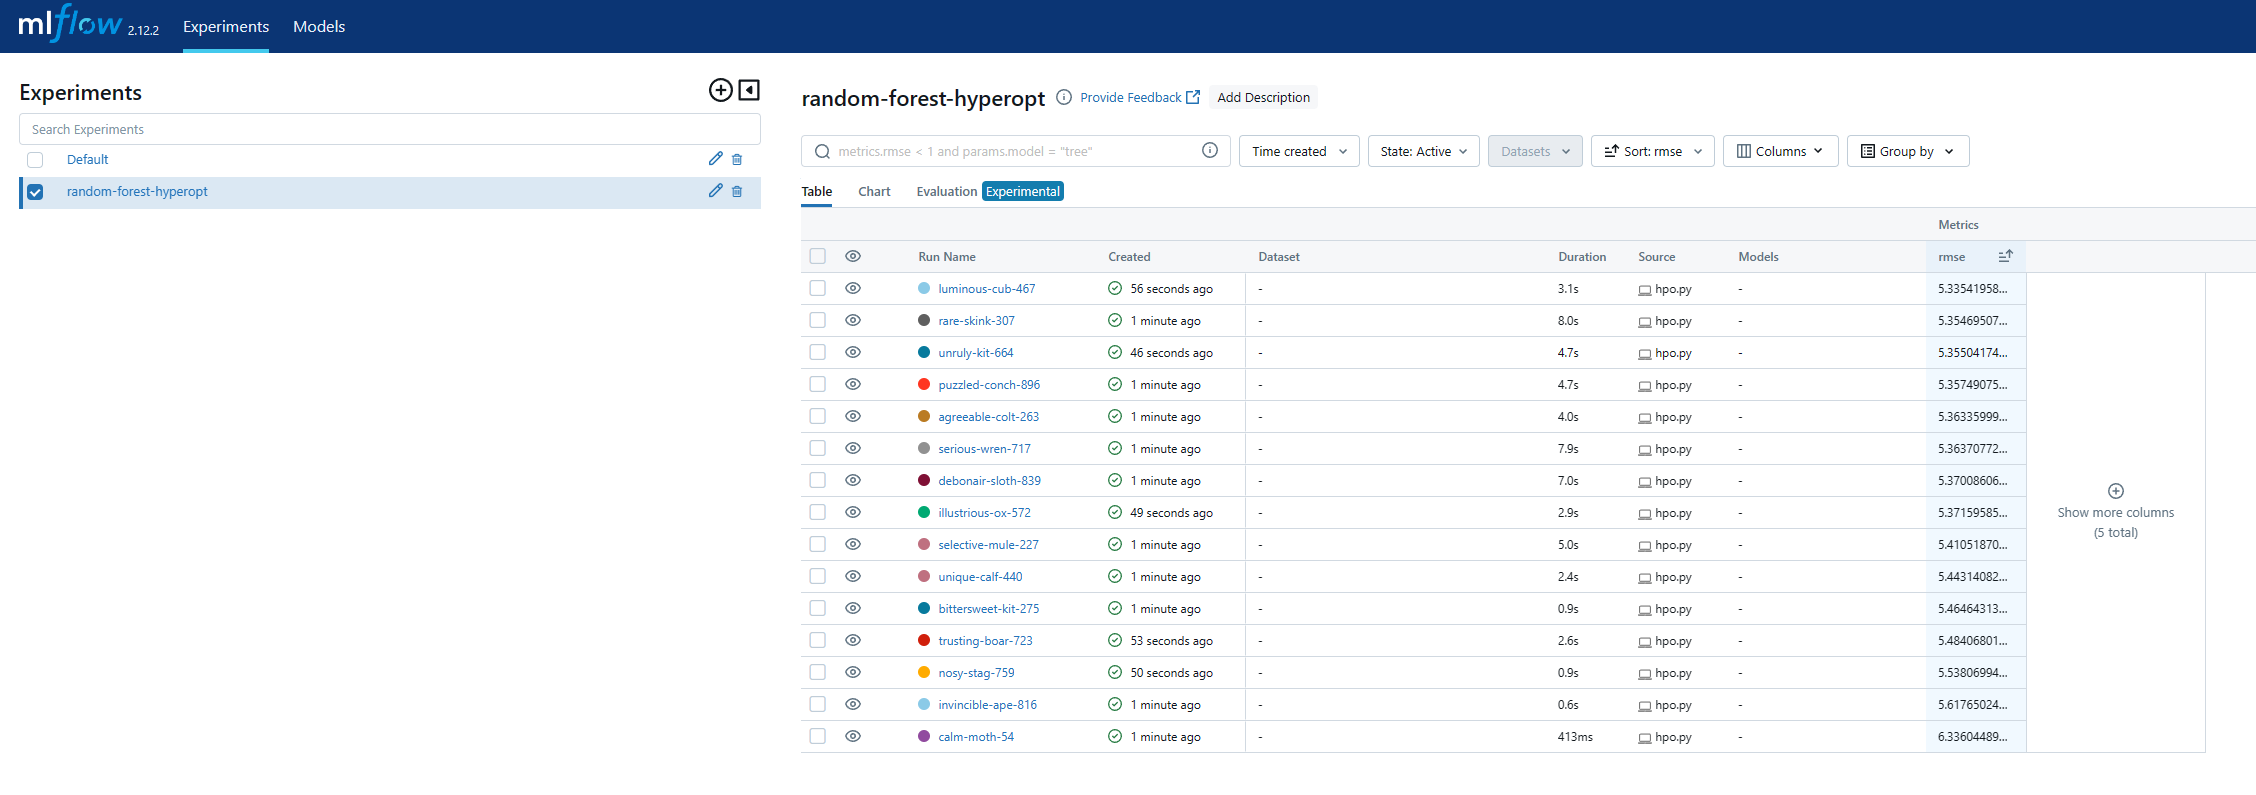 mlflow 2.12.2 Experiments Models
Experiments
Search Experiments
Default
random-forest-hyperopt
random-forest-hyperopt Provide Feedback Add Description
metrics.rmse < 1 and params.model = "tree" Time created State: Active Datasets Sort: rmse Columns Group by
Table Chart Evaluation Experimental
Metrics
Run Name Created Dataset Duration Source Models rmse
luminous-cub-467 56 seconds ago - 3.1s hpo.py - 5.33541958...
rare-skink-307 1 minute ago - 8.0s hpo.py - 5.35469507...
unruly-kit-664 46 seconds ago - 4.7s hpo.py - 5.35504174...
puzzled-conch-896 1 minute ago - 4.7s hpo.py - 5.35749075...
agreeable-colt-263 1 minute ago - 4.0s hpo.py - 5.36335999...
serious-wren-717 1 minute ago - 7.9s hpo.py - 5.36370772...
debonair-sloth-839 1 minute ago - 7.0s hpo.py - 5.37008606...
illustrious-ox-572 49 seconds ago - 2.9s hpo.py - 5.37159585...
selective-mule-227 1 minute ago - 5.0s hpo.py - 5.41051870...
unique-calf-440 1 minute ago - 2.4s hpo.py - 5.44314082...
bittersweet-kit-275 1 minute ago - 0.9s hpo.py - 5.46464313...
trusting-boar-723 53 seconds ago - 2.6s hpo.py - 5.48406801...
nosy-stag-759 50 seconds ago - 0.9s hpo.py - 5.53806994...
invincible-ape-816 1 minute ago - 0.6s hpo.py - 5.61765024...
calm-moth-54 1 minute ago - 413ms hpo.py - 6.33604489...
Show more columns
(5 total)